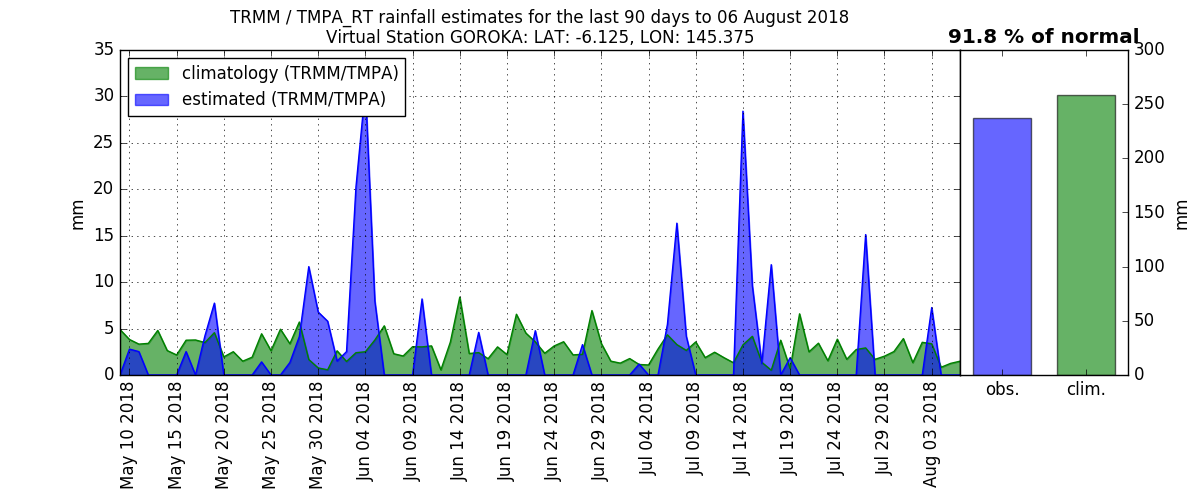 TRMM / TMPA_RT rainfall estimates for the last 90 days to 06 August 2018
Virtual Station GOROKA: LAT: -6.125, LON: 145.375
91.8 % of normal
climatology (TRMM/TMPA)
estimated (TRMM/TMPA)
mm
35
30
25
20
15
10
5
0
May 10 2018
May 15 2018
May 20 2018
May 25 2018
May 30 2018
Jun 04 2018
Jun 09 2018
Jun 14 2018
Jun 19 2018
Jun 24 2018
Jun 29 2018
Jul 04 2018
Jul 09 2018
Jul 14 2018
Jul 19 2018
Jul 24 2018
Jul 29 2018
Aug 03 2018
obs.
clim.
300
250
200
150
100
50
0
mm